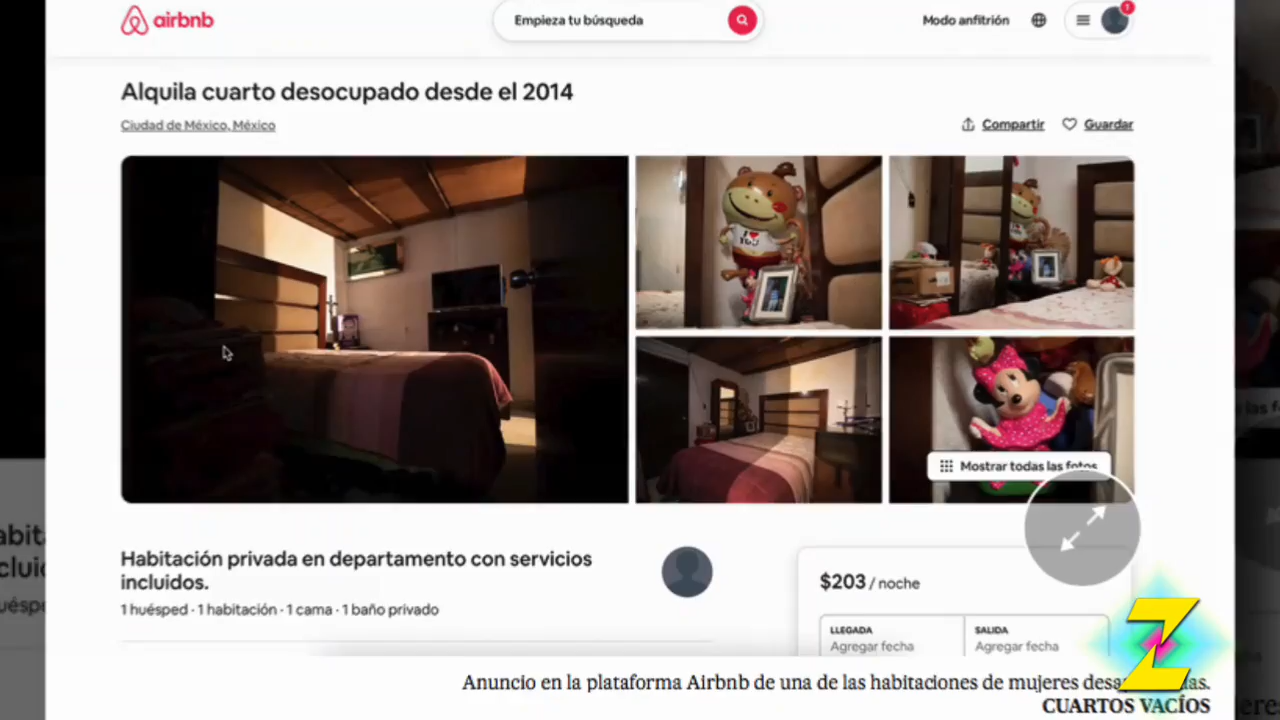 airbnb
Empieza tu búsqueda
Modo anfitrión
1
Alquila cuarto desocupado desde el 2014
Ciudad de México, México
Compartir
Guardar
I
YOU
Mostrar todas las fotos
Habitación privada en departamento con servicios
incluidos.
1 huésped · 1 habitación · 1 cama · 1 baño privado
$203 / noche
LLEGADA
Agregar fecha
SALIDA
Agregar fecha
Anuncio en la plataforma Airbnb de una de las habitaciones de mujeres
CUARTOS VACÍOS
Z